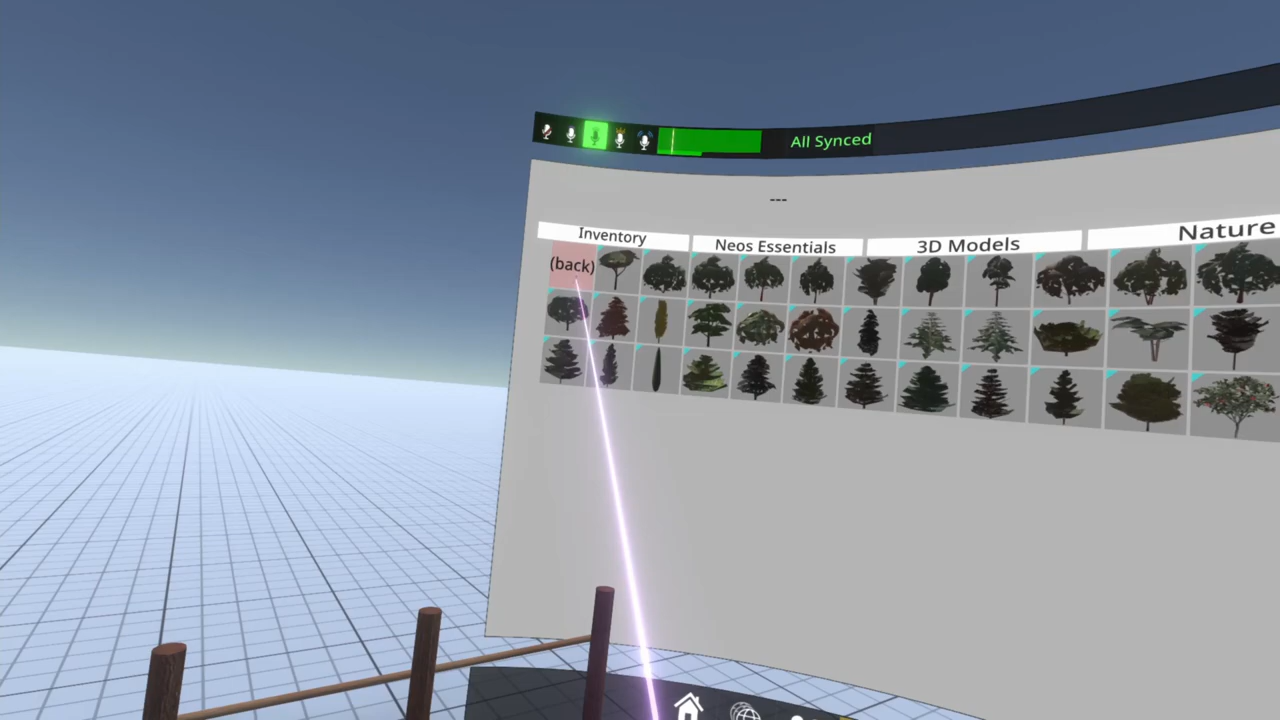 All Synced
---
Inventory
Neos Essentials
3D Models
Nature
(back)